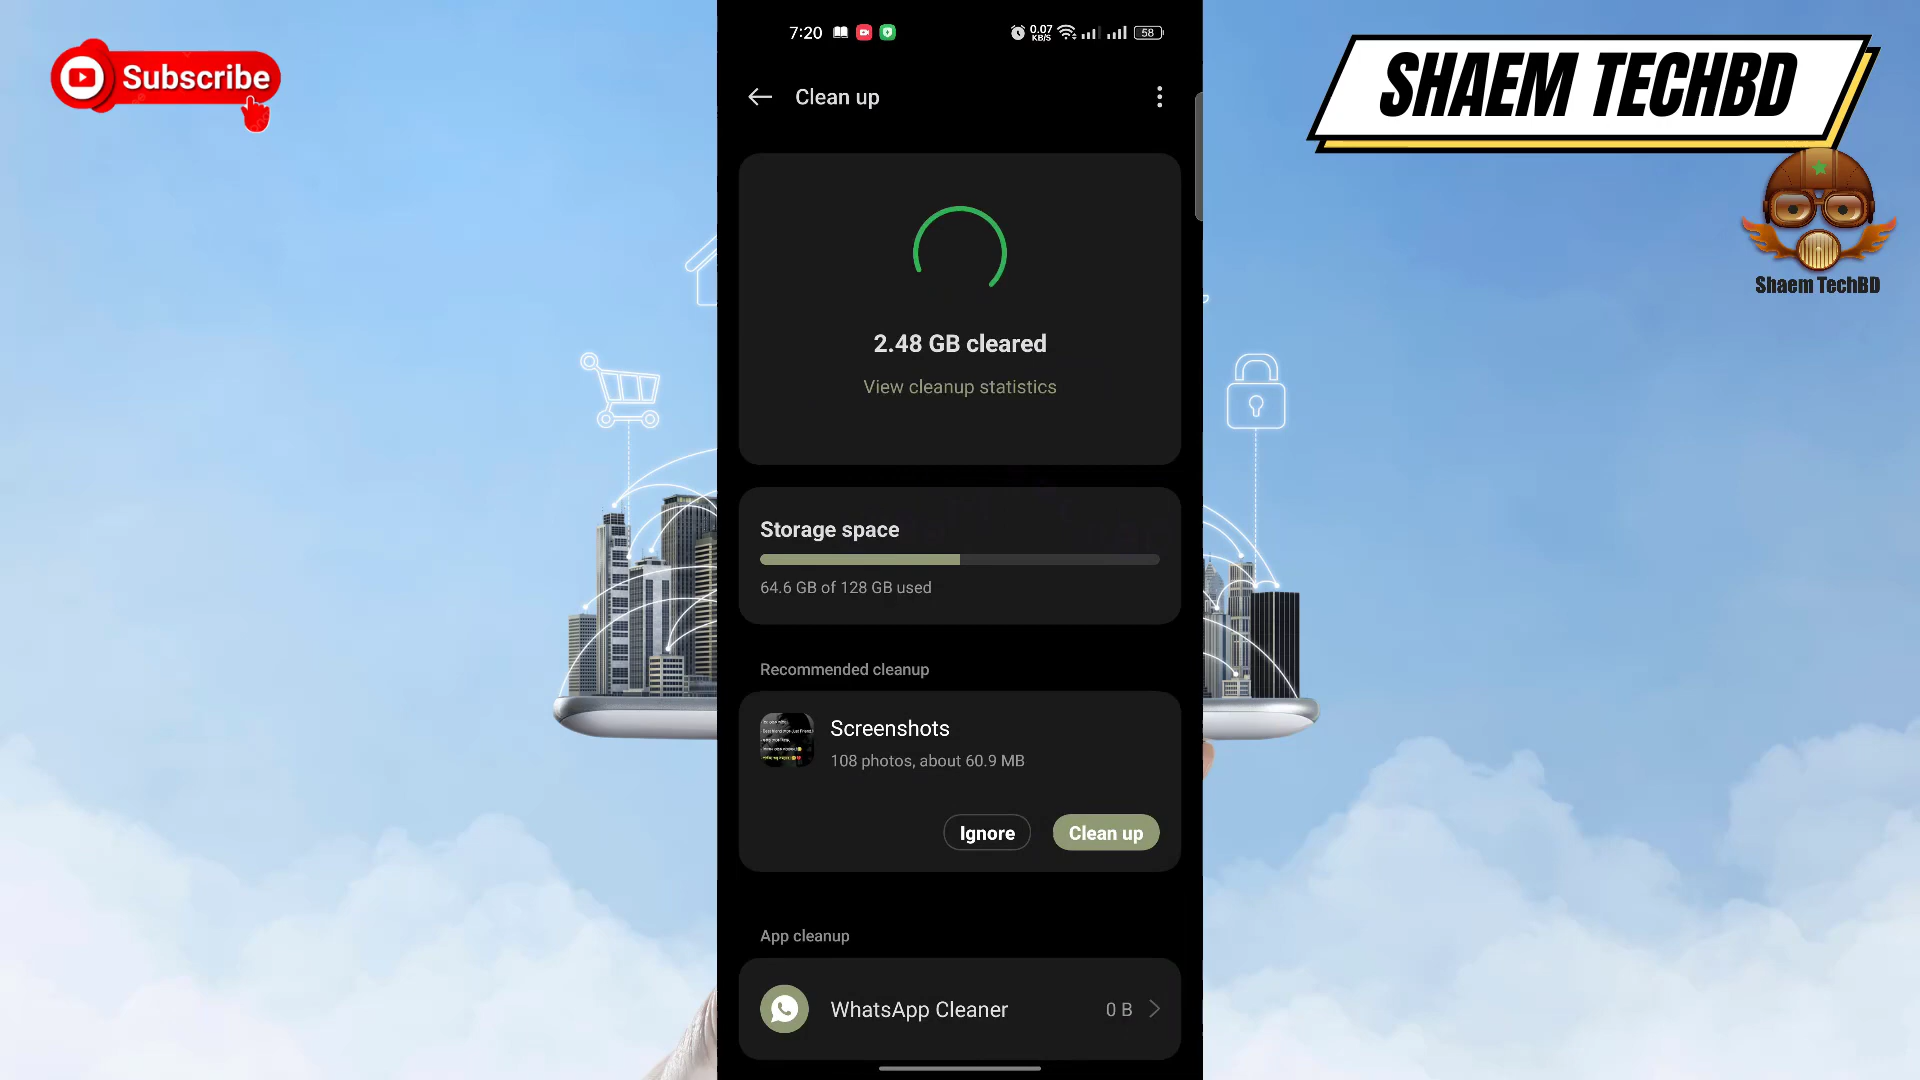 Subscribe
7:20
0.07
KB/S
58
Clean up
SHAEM TECHBD
Shaem TechBD
2.48 GB cleared
View cleanup statistics
Storage space
64.6 GB of 128 GB used
Recommended cleanup
Screenshots
108 photos, about 60.9 MB
Ignore
Clean up
App cleanup
WhatsApp Cleaner
0 B